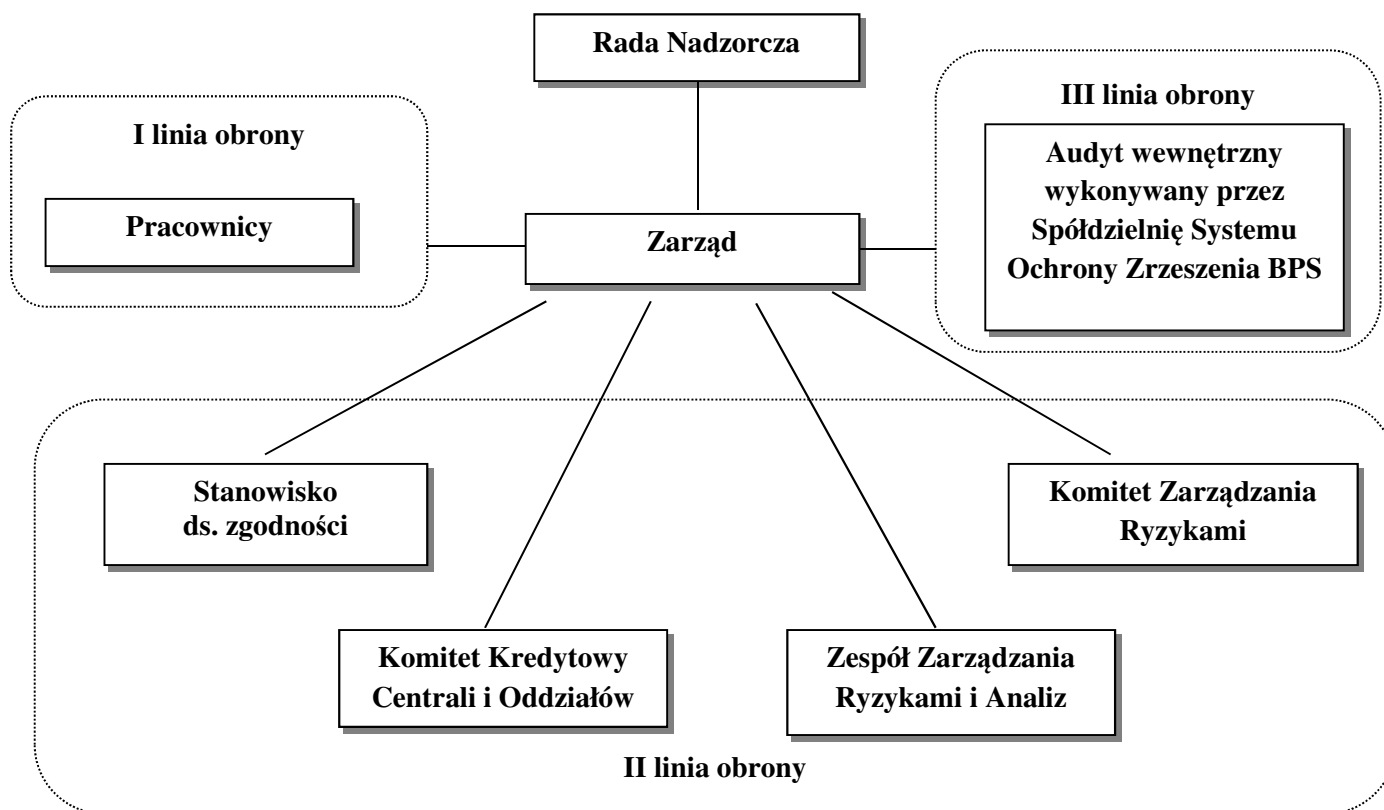 Rada Nadzorcza
I linia obrony
Pracownicy
Zarząd
III linia obrony
Audyt wewnętrzny
wykonywany przez
Spółdzielnię Systemu
Ochrony Zrzeszenia BPS
Stanowisko
ds. zgodności
Komitet Zarządzania
Ryzykami
Komitet Kredytowy
Centrali i Oddziałów
Zespół Zarządzania
Ryzykami i Analiz
II linia obrony